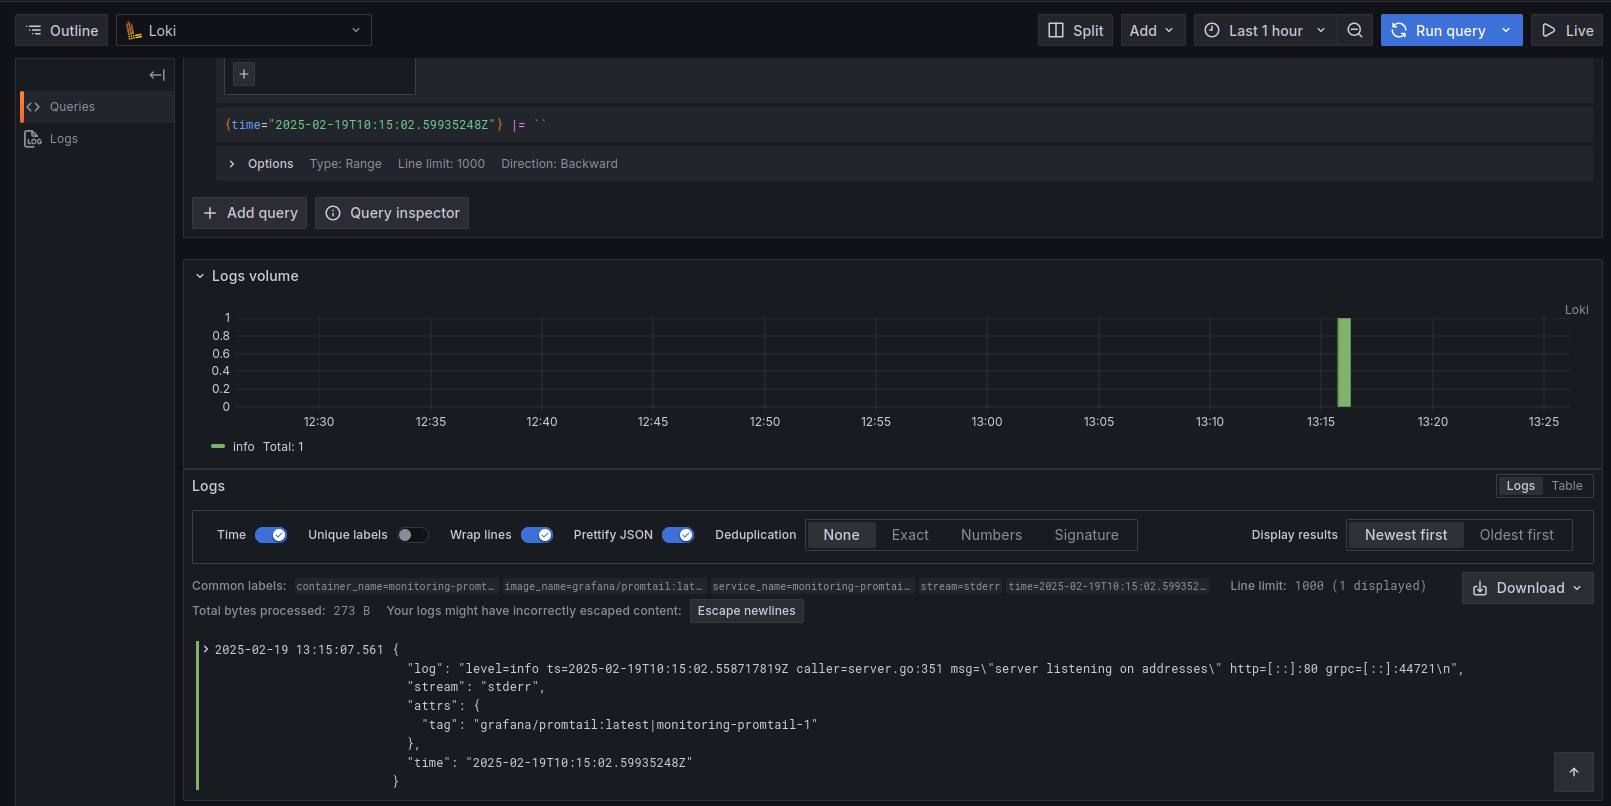 Outline Loki Split Add Last 1 hour Run query Live
Queries
Logs
+
{time="2025-02-19T10:15:02.59935248Z"} |= ``
Options Type: Range Line limit: 1000 Direction: Backward
Add query Query inspector
Logs volume
Loki
1
0.8
0.6
0.4
0.2
0
12:30 12:35 12:40 12:45 12:50 12:55 13:00 13:05 13:10 13:15 13:20 13:25
info Total: 1
Logs Logs Table
Time Unique labels Wrap lines Prettify JSON Deduplication None Exact Numbers Signature Display results Newest first Oldest first
Common labels: container_name=monitoring-promt… image_name=grafana/promtail:lat… service_name=monitoring-promtai… stream=stderr time=2025-02-19T10:15:02.599352… Line limit: 1000 (1 displayed) Download
Total bytes processed: 273 B Your logs might have incorrectly escaped content: Escape newlines
2025-02-19 13:15:07.561 {
"log": "level=info ts=2025-02-19T10:15:02.558717819Z caller=server.go:351 msg=\"server listening on addresses\" http=[::]:80 grpc=[::]:44721\n",
"stream": "stderr",
"attrs": {
"tag": "grafana/promtail:latest|monitoring-promtail-1"
},
"time": "2025-02-19T10:15:02.59935248Z"
}